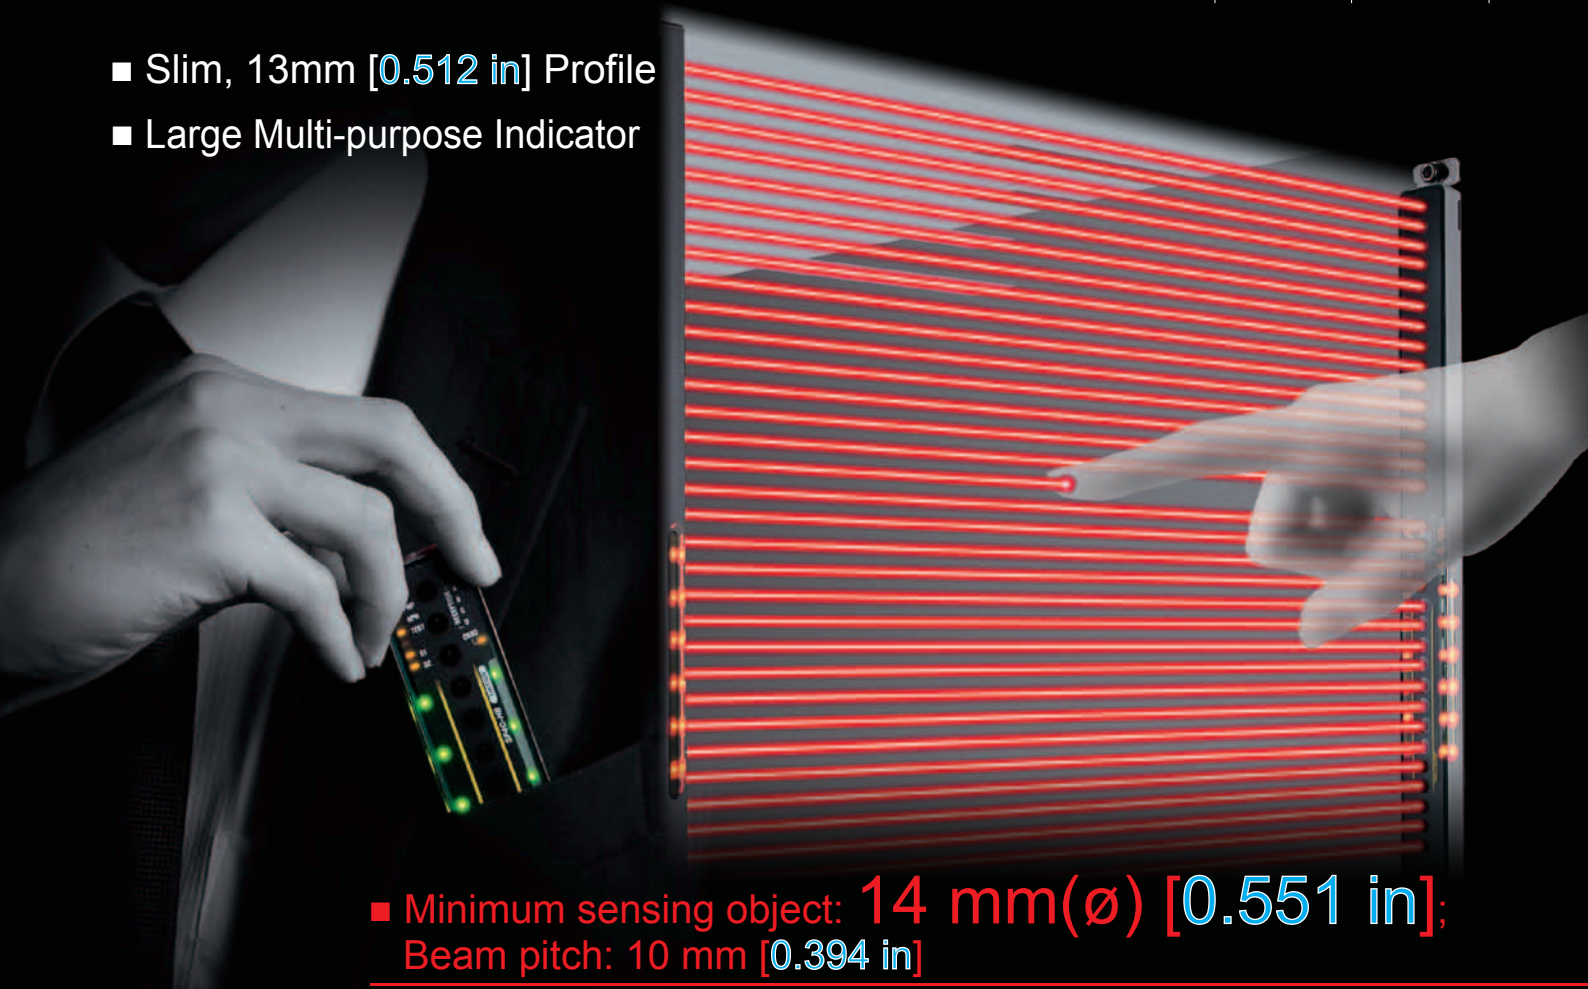 ■ Slim, 13mm [0.512 in] Profile
■ Large Multi-purpose Indicator
■ Minimum sensing object: 14 mm(ø) [0.551 in];
Beam pitch: 10 mm [0.394 in]